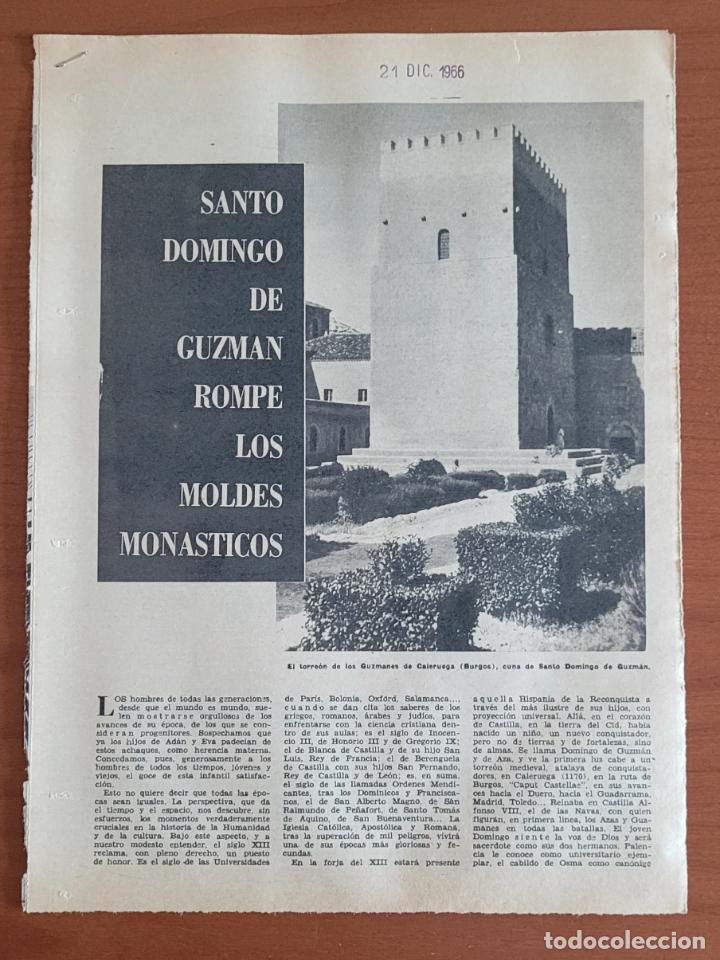 21 DIC. 1966
SANTO
DOMINGO
DE
GUZMAN
ROMPE
LOS
MOLDES
MONASTICOS
El torreón de los Guzmanes de Caleruega (Burgos), cuna de Santo Domingo de Guzmán.
LOS hombres de todas las generaciones,
desde que el mundo es mundo, sue-
len mostrarse orgullosos de los
avances de su época, de los que se con-
sideran progenitores. Sospechamos que
ya los hijos de Adán y Eva padecían de
estos achaques, como herencia materna.
Concedamos, pues, generosamente a los
hombres de todos los tiempos, jóvenes y
viejos, el goce de esta infantil satisfac-
ción.
Esto no quiere decir que todas las épo-
cas sean iguales. La perspectiva, que da
el tiempo y el espacio, nos descubre, sin
esfuerzos, los momentos verdaderamente
cruciales en la historia de la Humanidad
y de la cultura. Bajo este aspecto, y a
nuestro modesto entender, el siglo XIII
reclama, con pleno derecho, un puesto
de honor. Es el siglo de las Universidades
de París, Bolonia, Oxford, Salamanca...,
cuando se dan cita los saberes de los
griegos, romanos, árabes y judíos, para
enfrentarse con la ciencia cristiana den-
tro de sus aulas; es el siglo de Inocen-
cio III, de Honorio III y de Gregorio IX;
el de Blanca de Castilla y de su hijo San
Luis, Rey de Francia; el de Berenguela
de Castilla con sus hijos San Fernando,
Rey de Castilla y de León; es, en suma,
el siglo de las llamadas Ordenes Mendi-
antes, tras los Dominicos y Francisca-
nos, el de San Alberto Magno, de San
Raimundo de Peñafort, de Santo Tomás
de Aquino, de San Buenaventura... La
Iglesia Católica, Apostólica y Romana,
tras la superación de mil peligros, vivirá
una de sus épocas más gloriosas y fe-
cundas.
En la forja del XIII estará presente
aquella Hispania de la Reconquista a
través del más ilustre de sus hijos, con
proyección universal. Allá, en el corazón
de Castilla, en la tierra del Cid, había
nacido un niño, un nuevo conquistador,
pero no de tierras y de fortalezas, sino
de almas. Se llama Domingo de Guzmán
y de Aza, y ve la primera luz cabe a un
torreón medieval, atalaya de conquista-
dores, en Caleruega (1170), en la ruta de
Burgos, "Caput Castellae", en sus avan-
ces hacia el Duero, hacia el Guadarrama,
Madrid, Toledo... Reinaba en Castilla Alfonso
VIII, el de las Navas, con quien
figurán, en primera línea, los Azas y Guz-
manes en todas las batallas. El joven
Domingo siente la voz de Dios y será
sacerdote como sus dos hermanos. Palen-
cia le conoce como universitario ejem-
plar, el cabildo de Osma como canónigo
todocoleccion.net